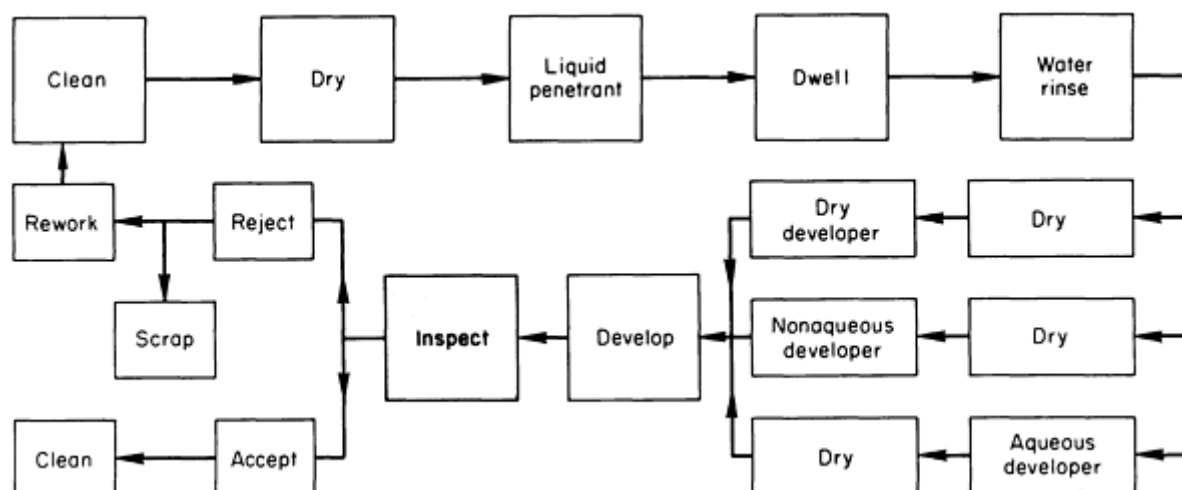 Clean
Dry
Liquid
penetrant
Dwell
Water
rinse
Rework
Reject
Dry
developer
Dry
Scrap
Inspect
Develop
Nonaqueous
developer
Dry
Clean
Accept
Dry
Aqueous
developer